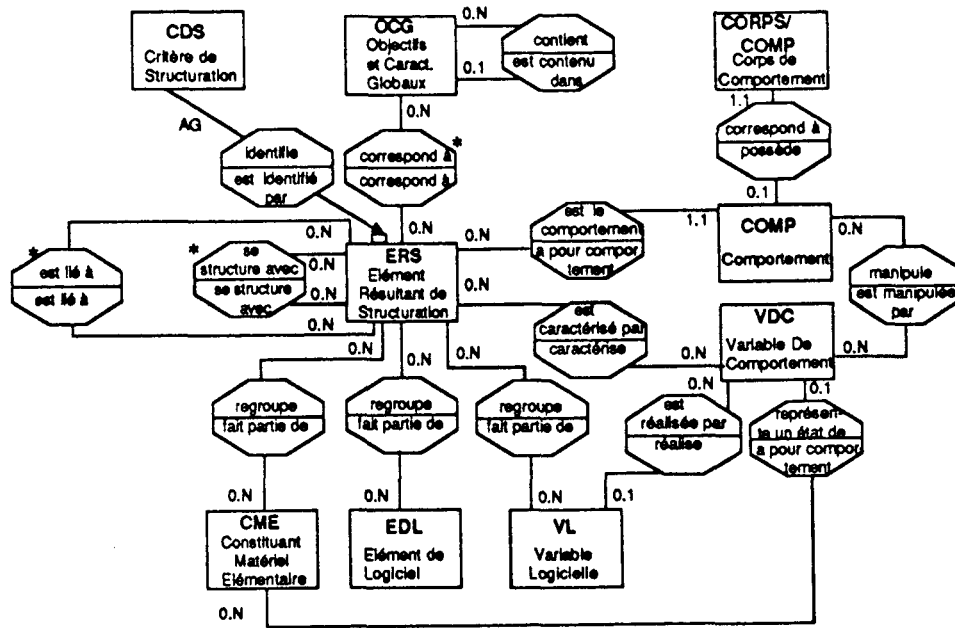 CDS
Critère de
Structuration
OCG
Objectifs
et Caract.
Globaux
0.N
0.1
contient
est contenu
dans
CORPS/
COMP
Corps de
Comportement
1.1
correspond à
possède
0.1
AG
identifie
est identifié
par
0.N
correspond à
*
correspond à
0.N
0.N
*
est lié à
est lié à
0.N
*
se
structure avec
se structure
avec
0.N
0.N
ERS
Elément
Résultant de
Structuration
0.N
est le
comportement
a pour compor
tement
1.1
COMP
Comportement
0.N
manipule
est manipulée
par
0.N
0.N
est
caractérisé par
caractérise
0.N
VDC
Variable De
Comportement
0.N
regroupe
fait partie de
0.N
0.N
regroupe
fait partie de
0.N
0.N
regroupe
fait partie de
0.N
0.N
est
réalisée par
réalise
0.1
0.1
représen-
te un état de
a pour compor
tement
CME
Constituant
Matériel
Elémentaire
EDL
Elément de
Logiciel
VL
Variable
Logicielle
0.N